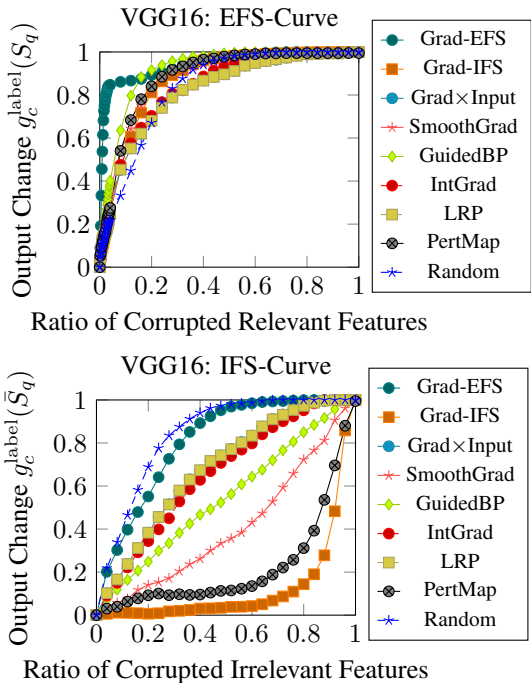 VGG16: EFS-Curve
Output Change g_c^label(S_q)
1
0.8
0.6
0.4
0.2
0
0 0.2 0.4 0.6 0.8 1
Ratio of Corrupted Relevant Features
Grad-EFS
Grad-IFS
Grad×Input
SmoothGrad
GuidedBP
IntGrad
LRP
PertMap
Random
VGG16: IFS-Curve
Output Change g_c^label(S̄_q)
1
0.8
0.6
0.4
0.2
0
0 0.2 0.4 0.6 0.8 1
Ratio of Corrupted Irrelevant Features
Grad-EFS
Grad-IFS
Grad×Input
SmoothGrad
GuidedBP
IntGrad
LRP
PertMap
Random